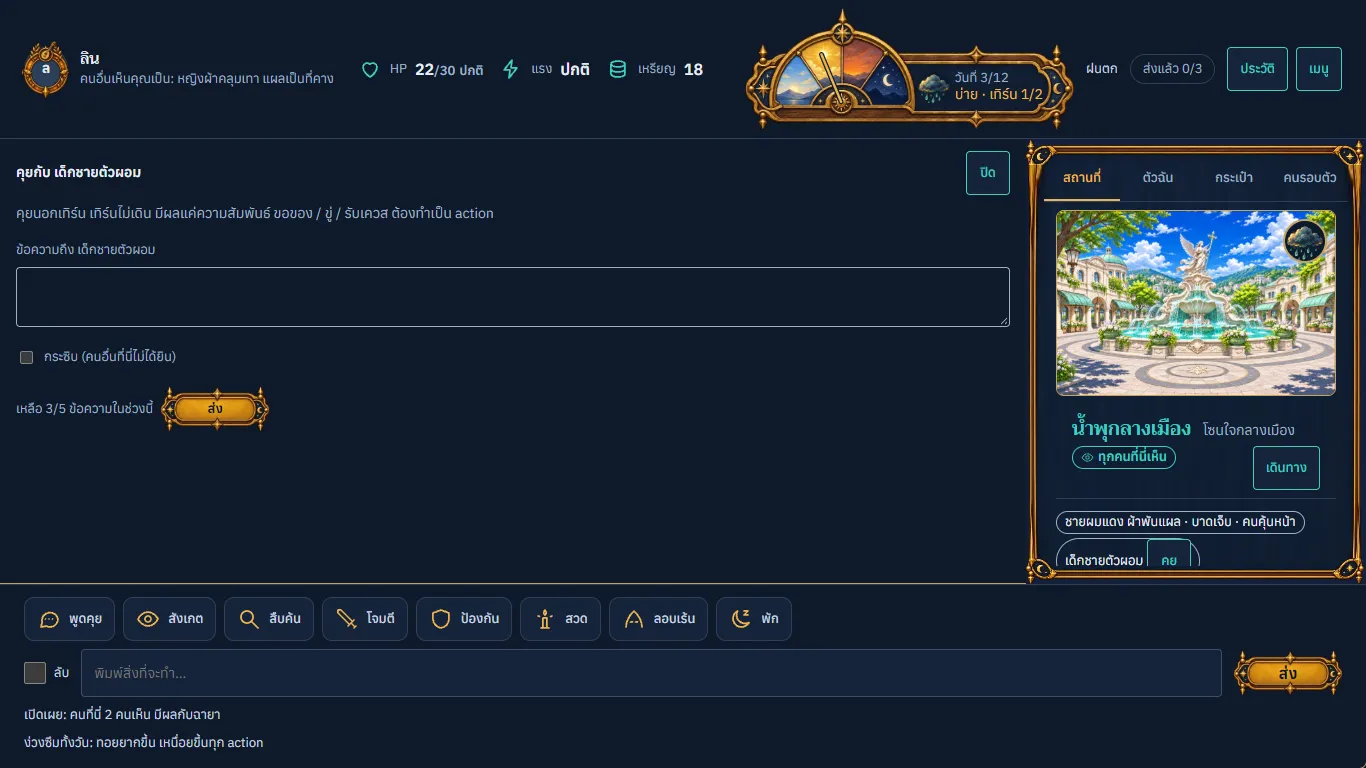 ล
ลิน
คนอื่นเห็นคุณเป็น: หญิงผ้าคลุมเทา แผลเป็นที่คาง
HP 22/30 ปกติ
แรง ปกติ
เหรียญ 18
วันที่ 3/12
บ่าย · เทิร์น 1/2
ฝนตก
ส่งแล้ว 0/3
ประวัติ
เมนู
คุยกับ เด็กชายตัวผอม
ปิด
คุยนอกเทิร์น เทิร์นไม่เดิน มีผลแค่ความสัมพันธ์ ขอของ / ขู่ / รับเควส ต้องทำเป็น action
ข้อความถึง เด็กชายตัวผอม
กระซิบ (คนอื่นที่นี่ไม่ได้ยิน)
เหลือ 3/5 ข้อความในช่วงนี้
ส่ง
สถานที่
ตัวฉัน
กระเป๋า
คนรอบตัว
น้ำพุกลางเมือง โซนใจกลางเมือง
ทุกคนที่นี่เห็น
เดินทาง
ชายผมแดง ผ้าพันแผล · บาดเจ็บ · คนคุ้นหน้า
เด็กชายตัวผอม
คุย
พูดคุย
สังเกต
สืบค้น
โจมตี
ป้องกัน
สวด
ลอบเร้น
พัก
ลับ
พิมพ์สิ่งที่จะทำ...
ส่ง
เปิดเผย: คนที่นี่ 2 คนเห็น มีผลกับฉายา
ง่วงซึมทั้งวัน: ทอยยากขึ้น เหนื่อยขึ้นทุก action